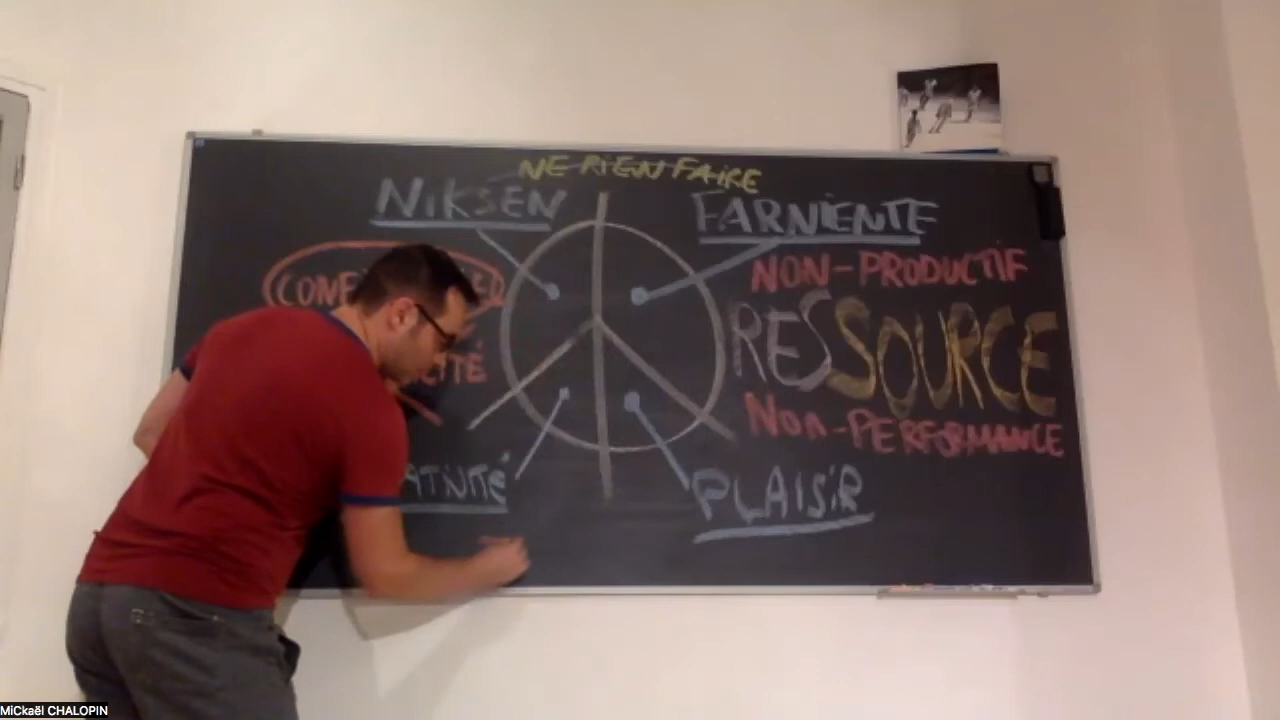 NE RIEN FAIRE
NiKSEN
FARNiENTE
NON-PRODUCTiF
RESSOURCE
Non-PERFORMANCE
PLAiSiR
MiCkaël CHALOPIN